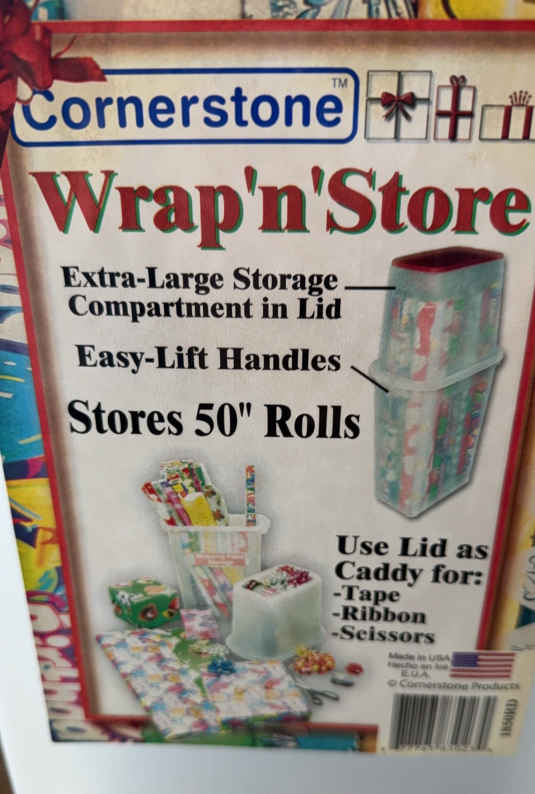 Cornerstone™
Wrap'n'Store
Extra-Large Storage
Compartment in Lid
Easy-Lift Handles
Stores 50" Rolls
Use Lid as
Caddy for:
-Tape
-Ribbon
-Scissors
Made in USA
Hecho en los
E.U.A.
© Cornerstone Products